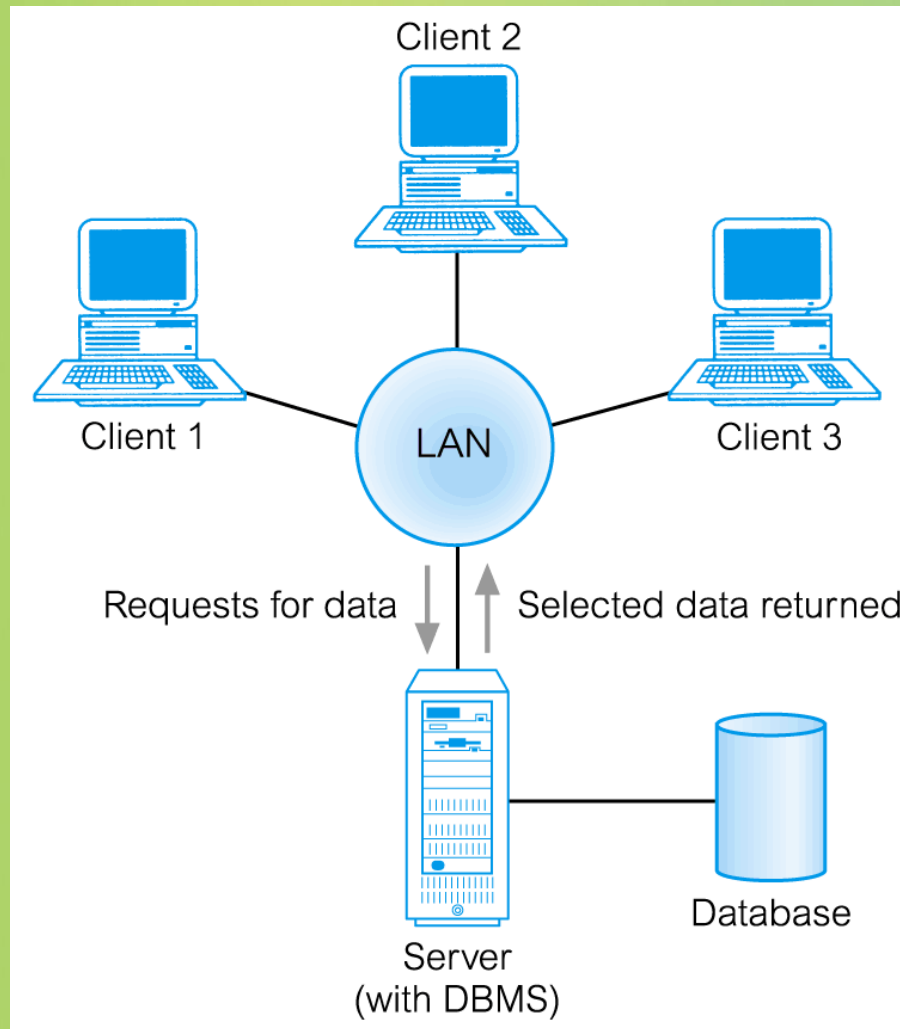 Client 2
Client 1
LAN
Client 3
Requests for data
Selected data returned
Database
Server
(with DBMS)